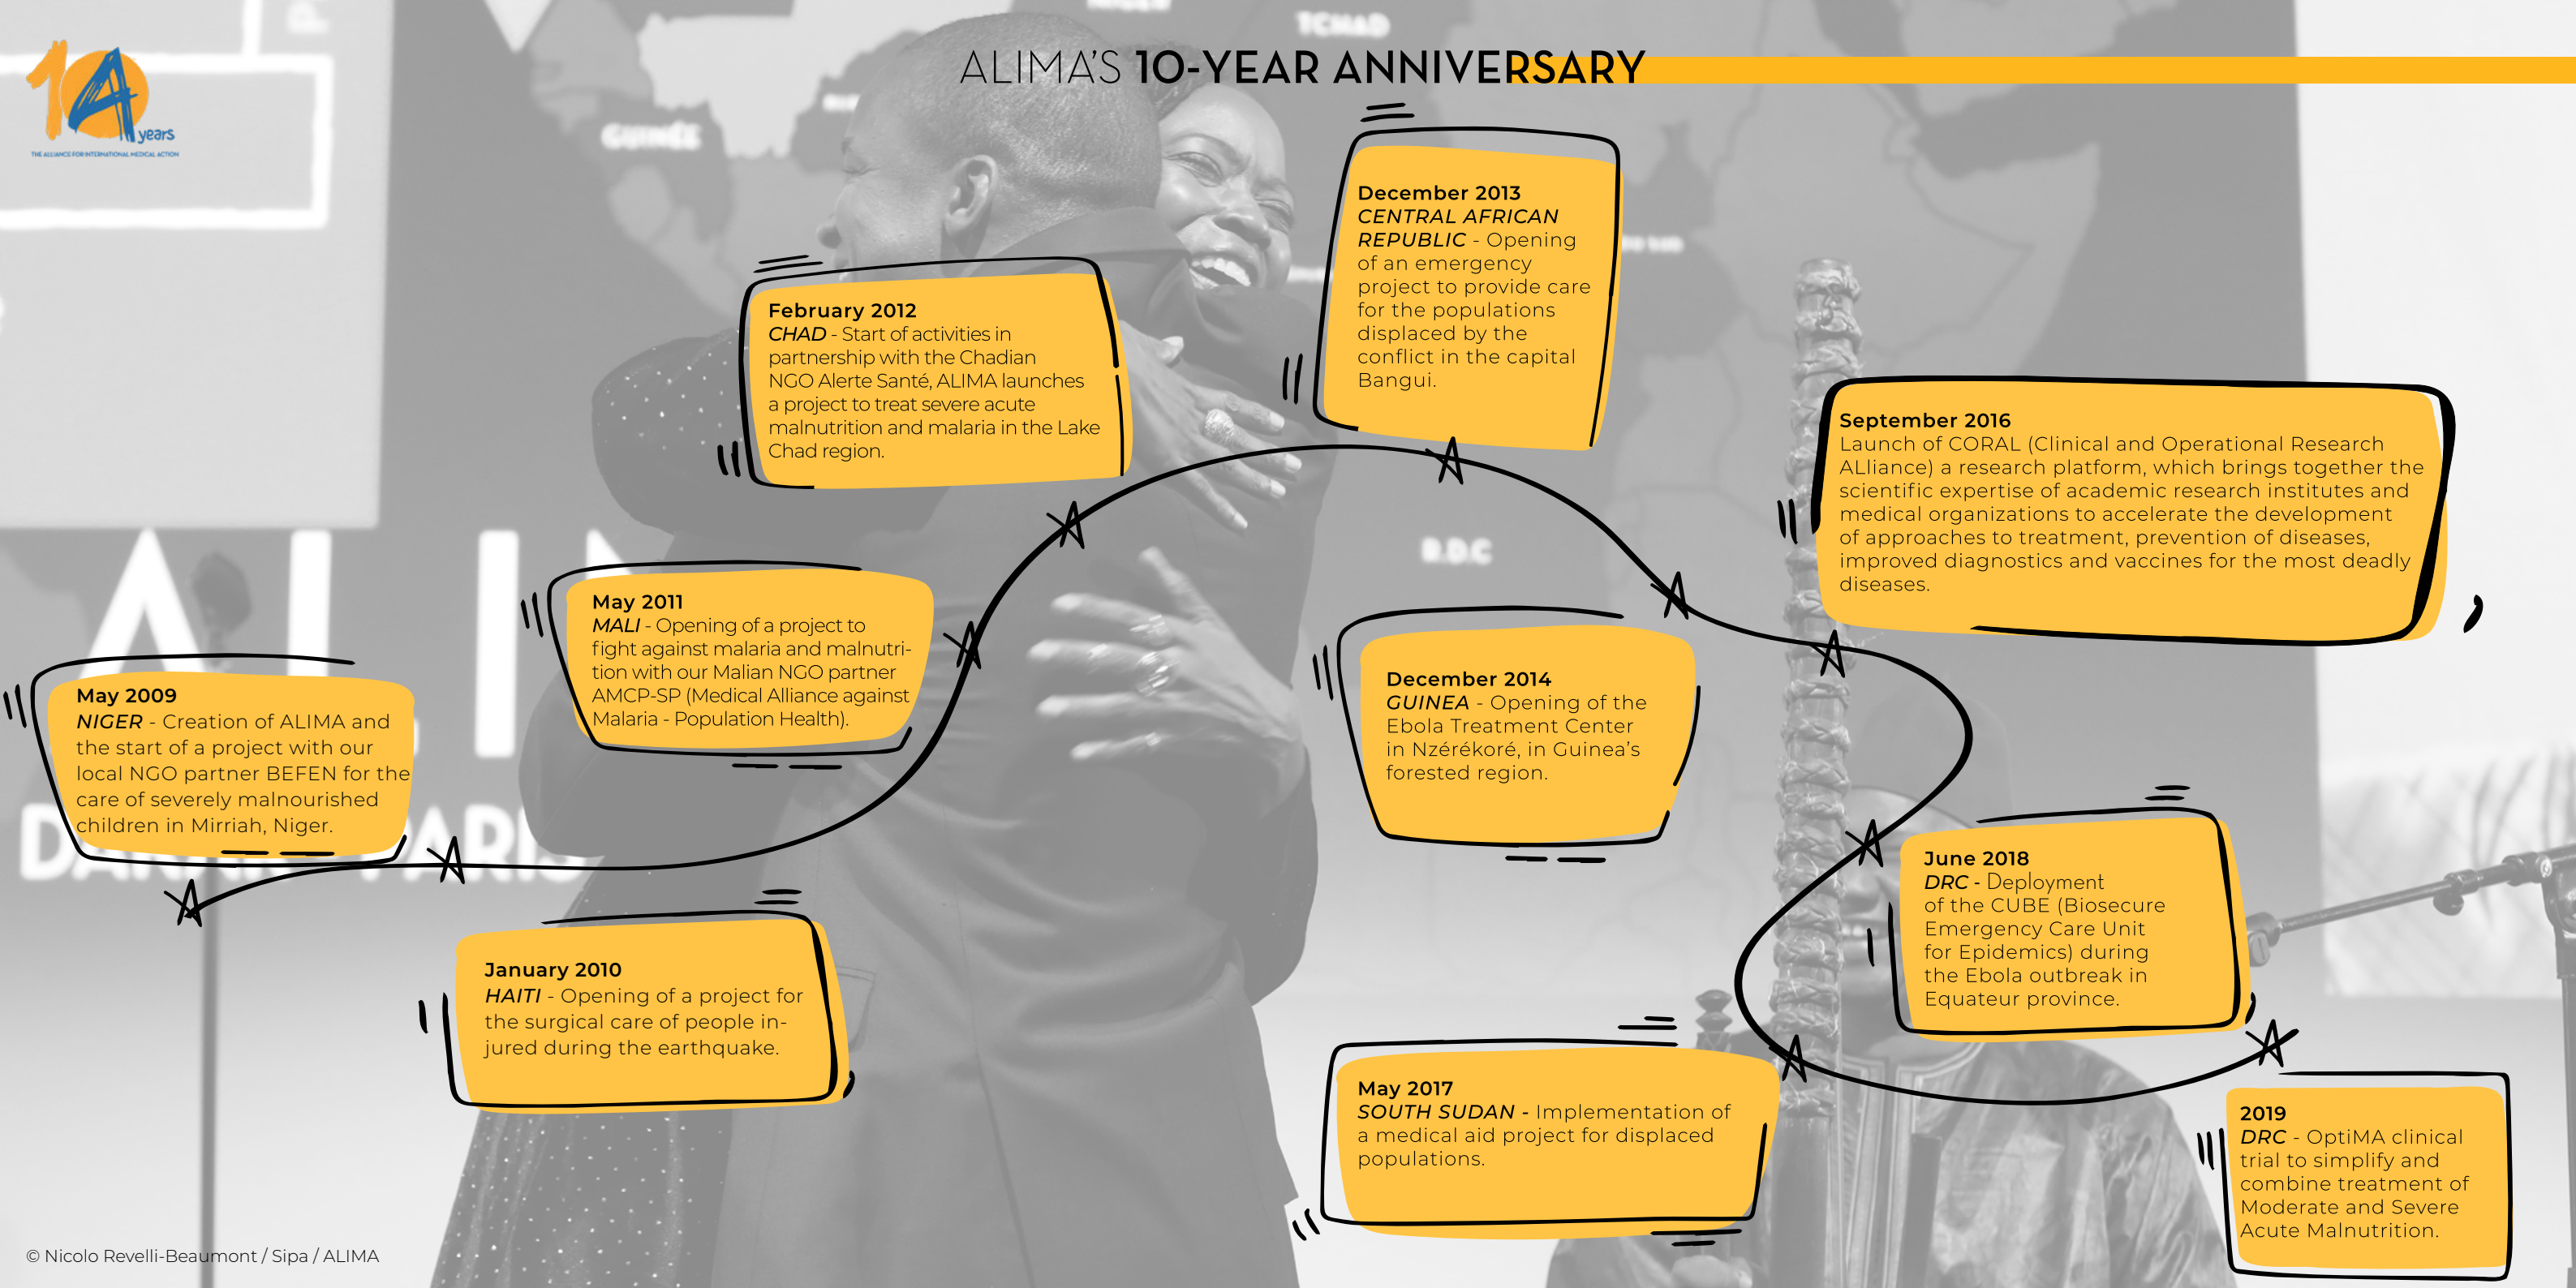 ALIMA'S 10-YEAR ANNIVERSARY
10 A years
THE ALLIANCE FOR INTERNATIONAL MEDICAL ACTION
NIGER
TCHAD
GUINÉE
R.D.C
ALIM
DAKAR PARIS
May 2009
NIGER - Creation of ALIMA and
the start of a project with our
local NGO partner BEFEN for the
care of severely malnourished
children in Mirriah, Niger.
January 2010
HAITI - Opening of a project for
the surgical care of people in-
jured during the earthquake.
May 2011
MALI - Opening of a project to
fight against malaria and malnutri-
tion with our Malian NGO partner
AMCP-SP (Medical Alliance against
Malaria - Population Health).
February 2012
CHAD - Start of activities in
partnership with the Chadian
NGO Alerte Santé, ALIMA launches
a project to treat severe acute
malnutrition and malaria in the Lake
Chad region.
December 2013
CENTRAL AFRICAN
REPUBLIC - Opening
of an emergency
project to provide care
for the populations
displaced by the
conflict in the capital
Bangui.
December 2014
GUINEA - Opening of the
Ebola Treatment Center
in Nzérékoré, in Guinea's
forested region.
September 2016
Launch of CORAL (Clinical and Operational Research
ALliance) a research platform, which brings together the
scientific expertise of academic research institutes and
medical organizations to accelerate the development
of approaches to treatment, prevention of diseases,
improved diagnostics and vaccines for the most deadly
diseases.
May 2017
SOUTH SUDAN - Implementation of
a medical aid project for displaced
populations.
June 2018
DRC - Deployment
of the CUBE (Biosecure
Emergency Care Unit
for Epidemics) during
the Ebola outbreak in
Equateur province.
2019
DRC - OptiMA clinical
trial to simplify and
combine treatment of
Moderate and Severe
Acute Malnutrition.
© Nicolo Revelli-Beaumont / Sipa / ALIMA